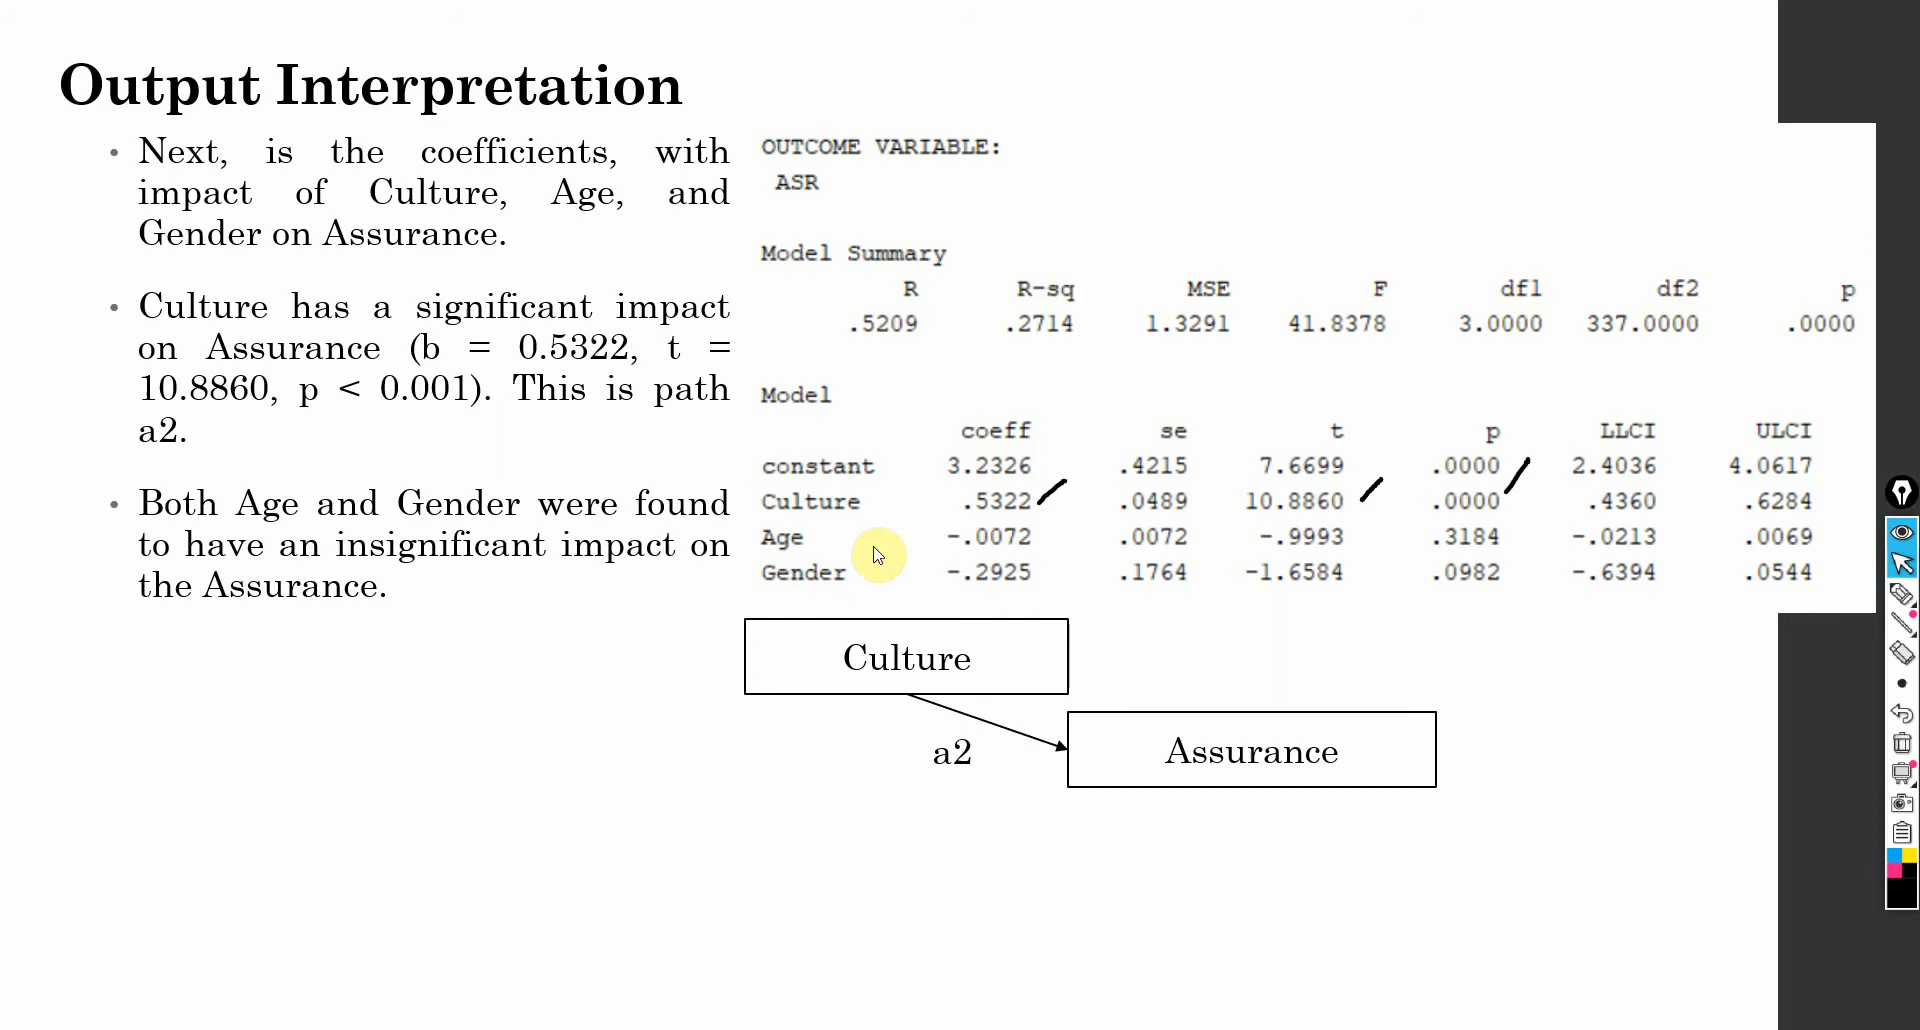 Output Interpretation
• Next, is the coefficients, with
impact of Culture, Age, and
Gender on Assurance.
• Culture has a significant impact
on Assurance (b = 0.5322, t =
10.8860, p < 0.001). This is path
a2.
• Both Age and Gender were found
to have an insignificant impact on
the Assurance.
OUTCOME VARIABLE:
ASR
Model Summary
R R-sq MSE F df1 df2 p
.5209 .2714 1.3291 41.8378 3.0000 337.0000 .0000
Model
coeff se t p LLCI ULCI
constant 3.2326 .4215 7.6699 .0000 2.4036 4.0617
Culture .5322 .0489 10.8860 .0000 .4360 .6284
Age -.0072 .0072 -.9993 .3184 -.0213 .0069
Gender -.2925 .1764 -1.6584 .0982 -.6394 .0544
Culture
a2
Assurance